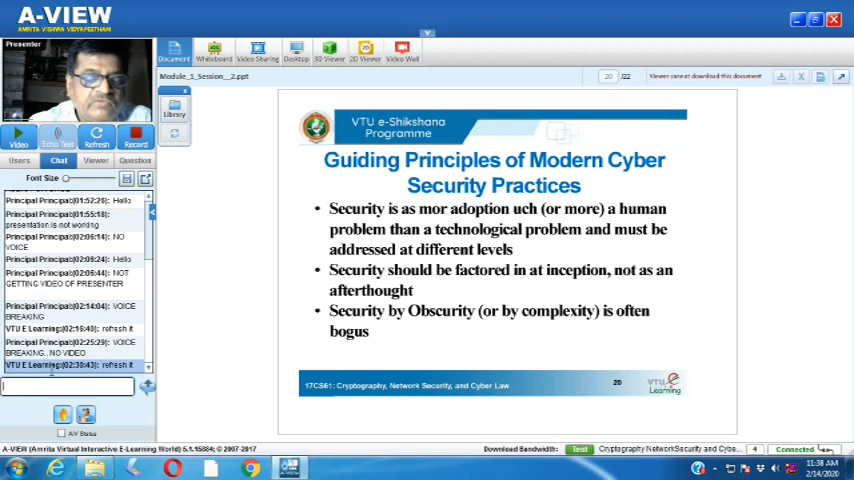 A-VIEW
AMRITA VISHWA VIDYAPEETHAM
Presenter
Document
Whiteboard
Video Sharing
Desktop
3D Viewer
2D Viewer
Video Wall
Module_1_Session__2.ppt
20 /22
Viewer cannot download this document
Library
Video
Echo Test
Refresh
Record
Users
Chat
Viewer
Question
Font Size
Principal Principal(01:52:26): Hello
Principal Principal(01:55:18):
presentation is not working
Principal Principal(02:06:14): NO
VOICE
Principal Principal(02:06:24): Hello
Principal Principal(02:06:44): NOT
GETTING VIDEO OF PRESENTER
Principal Principal(02:14:04): VOICE
BREAKING
VTU E Learning(02:16:40): refresh it
Principal Principal(02:25:29): VOICE
BREAKING...NO VIDEO
VTU E Learning(02:30:43): refresh it
A/V Status
VTU e-Shikshana
Programme
Guiding Principles of Modern Cyber
Security Practices
• Security is as mor adoption uch (or more) a human
problem than a technological problem and must be
addressed at different levels
• Security should be factored in at inception, not as an
afterthought
• Security by Obscurity (or by complexity) is often
bogus
17CS61: Cryptography, Network Security, and Cyber Law
20
VTU e
Learning
A-VIEW (Amrita Virtual Interactive E-Learning World) © 2007-2017
Download Bandwidth:
Test
Cryptography NetworkSecurity and Cybe...
4
Connected
11:38 AM
2/14/2020